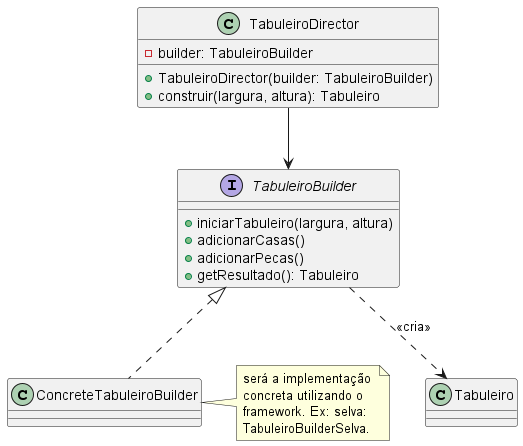 C TabuleiroDirector
builder: TabuleiroBuilder
TabuleiroDirector(builder: TabuleiroBuilder)
construir(largura, altura): Tabuleiro
I TabuleiroBuilder
iniciarTabuleiro(largura, altura)
adicionarCasas()
adicionarPecas()
getResultado(): Tabuleiro
«cria»
C ConcreteTabuleiroBuilder
será a implementação
concreta utilizando o
framework. Ex: selva:
TabuleiroBuilderSelva.
C Tabuleiro